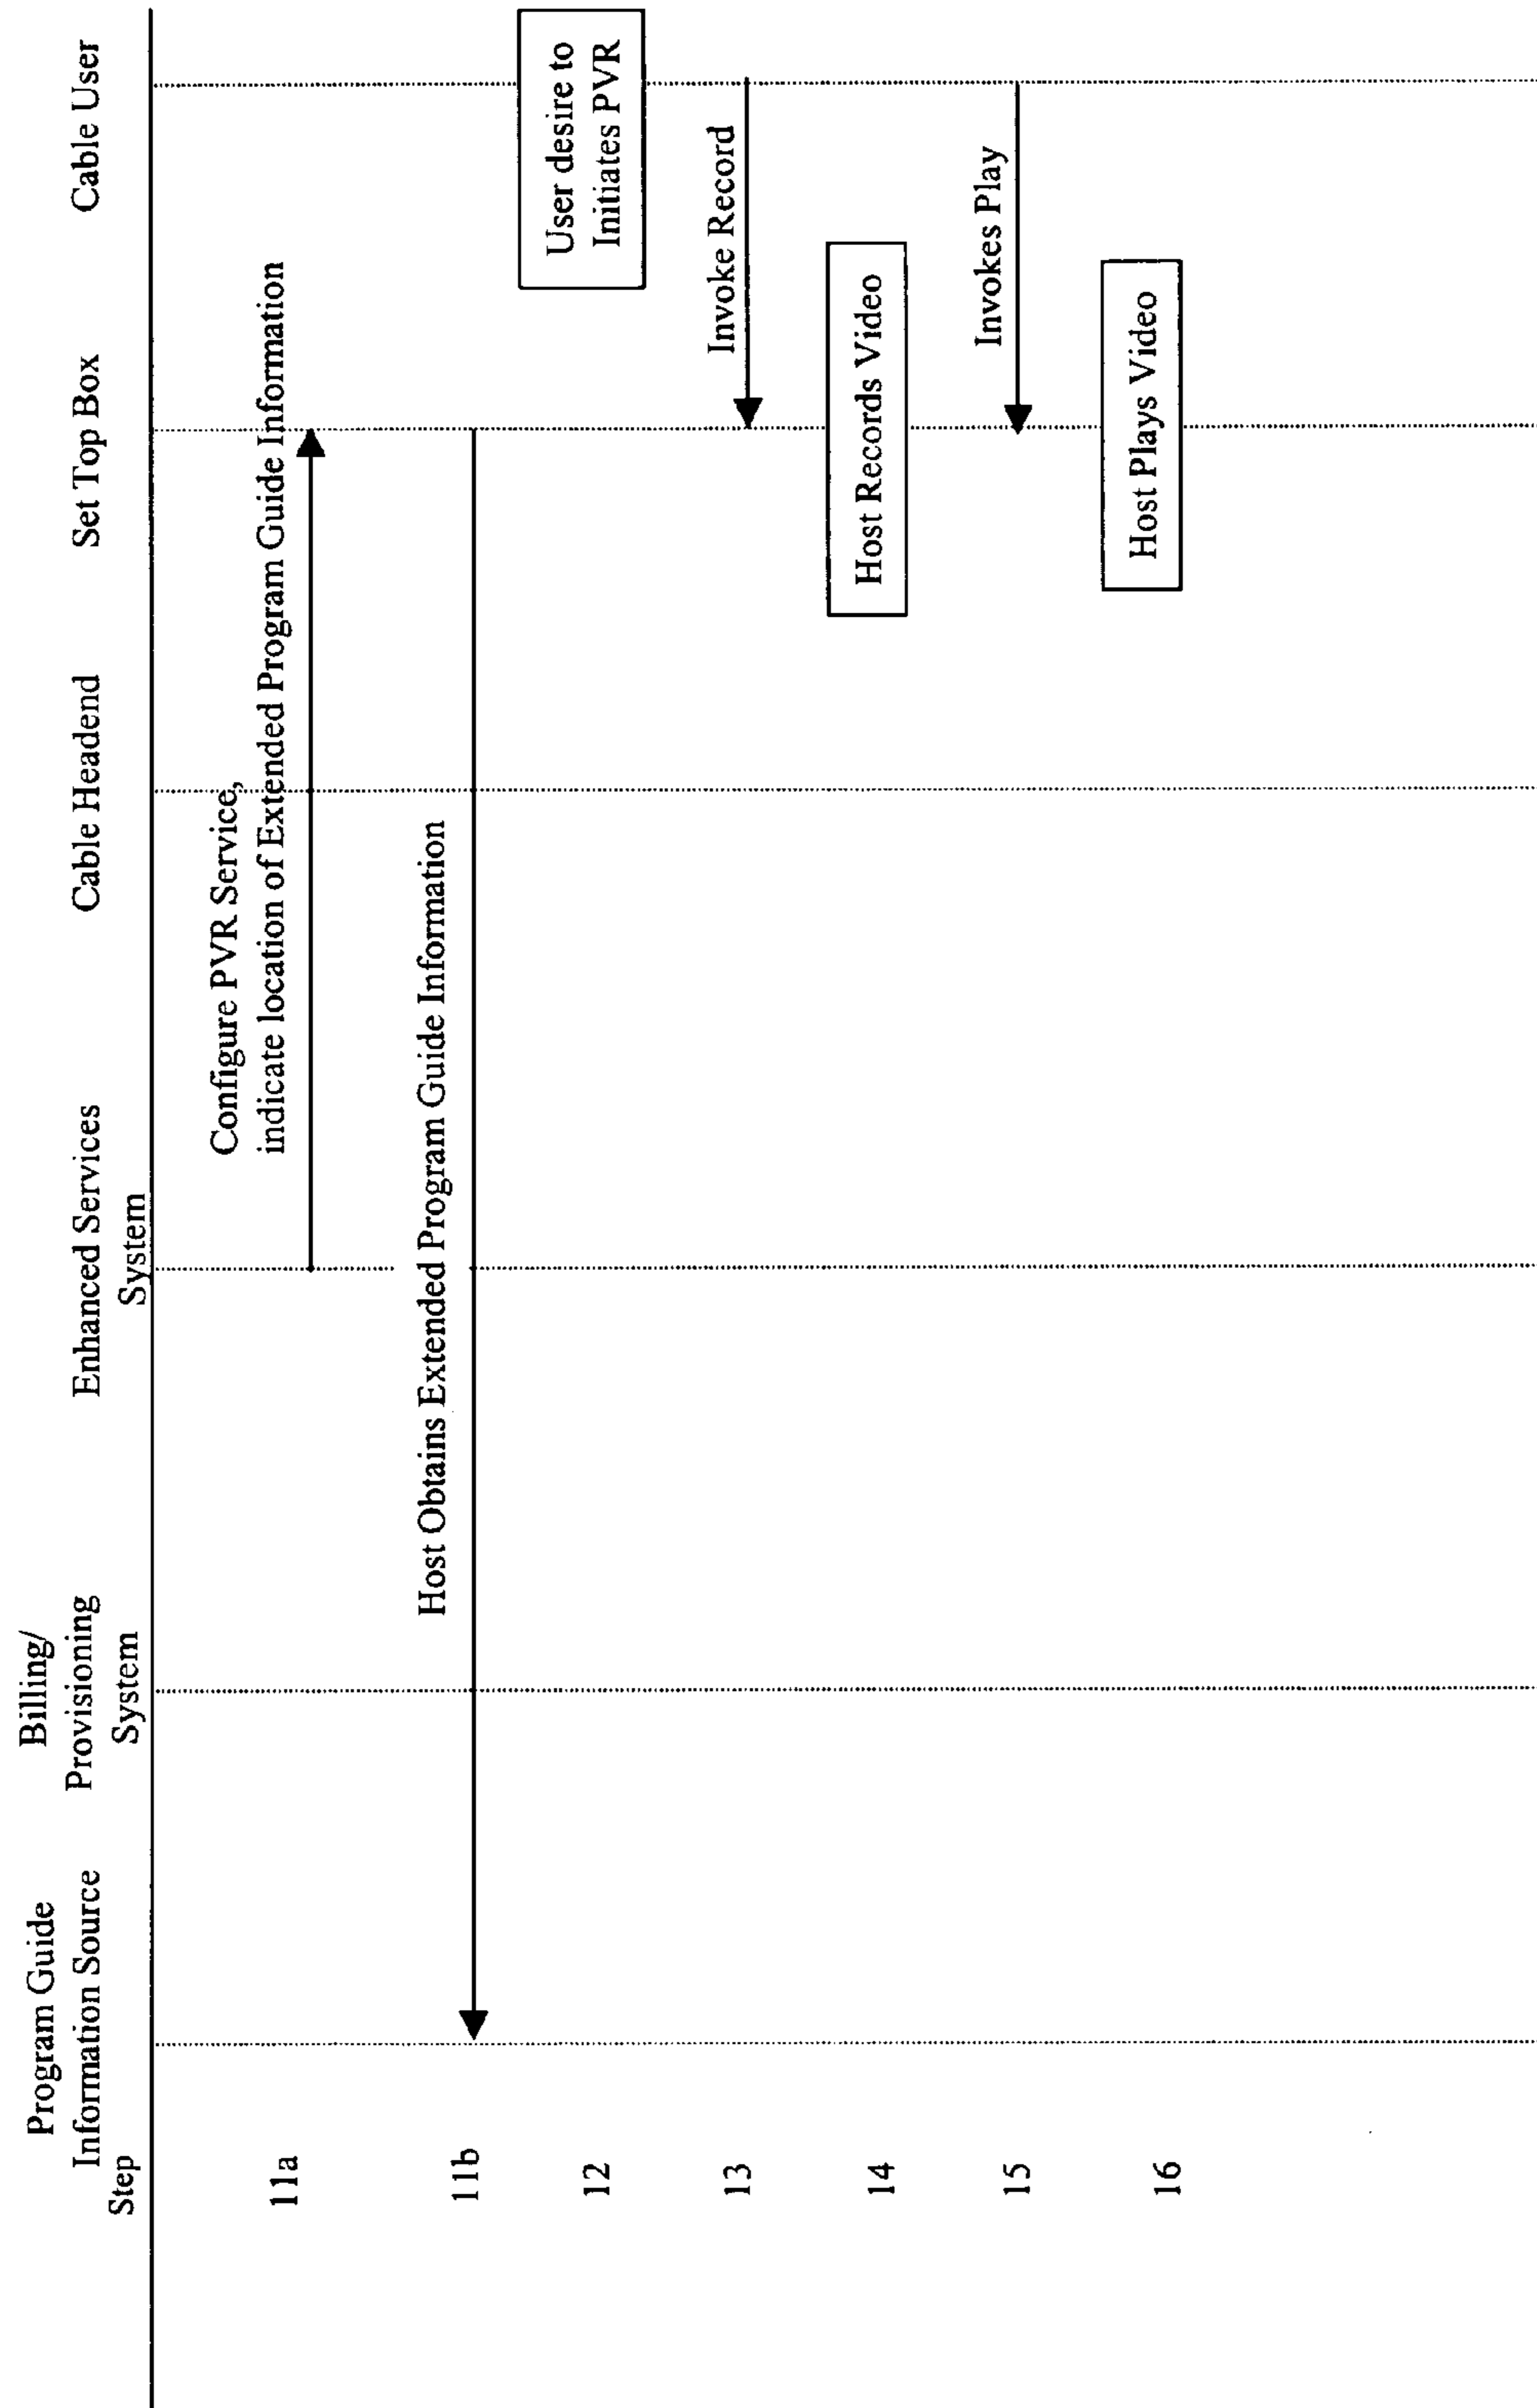 Step
Program Guide
Information Source
Billing/
Provisioning
System
Enhanced Services
System
Cable Headend
Set Top Box
Cable User
11a
Configure PVR Service,
indicate location of Extended Program Guide Information
11b
Host Obtains Extended Program Guide Information
12
User desire to
Initiates PVR
13
Invoke Record
14
Host Records Video
15
Invokes Play
16
Host Plays Video